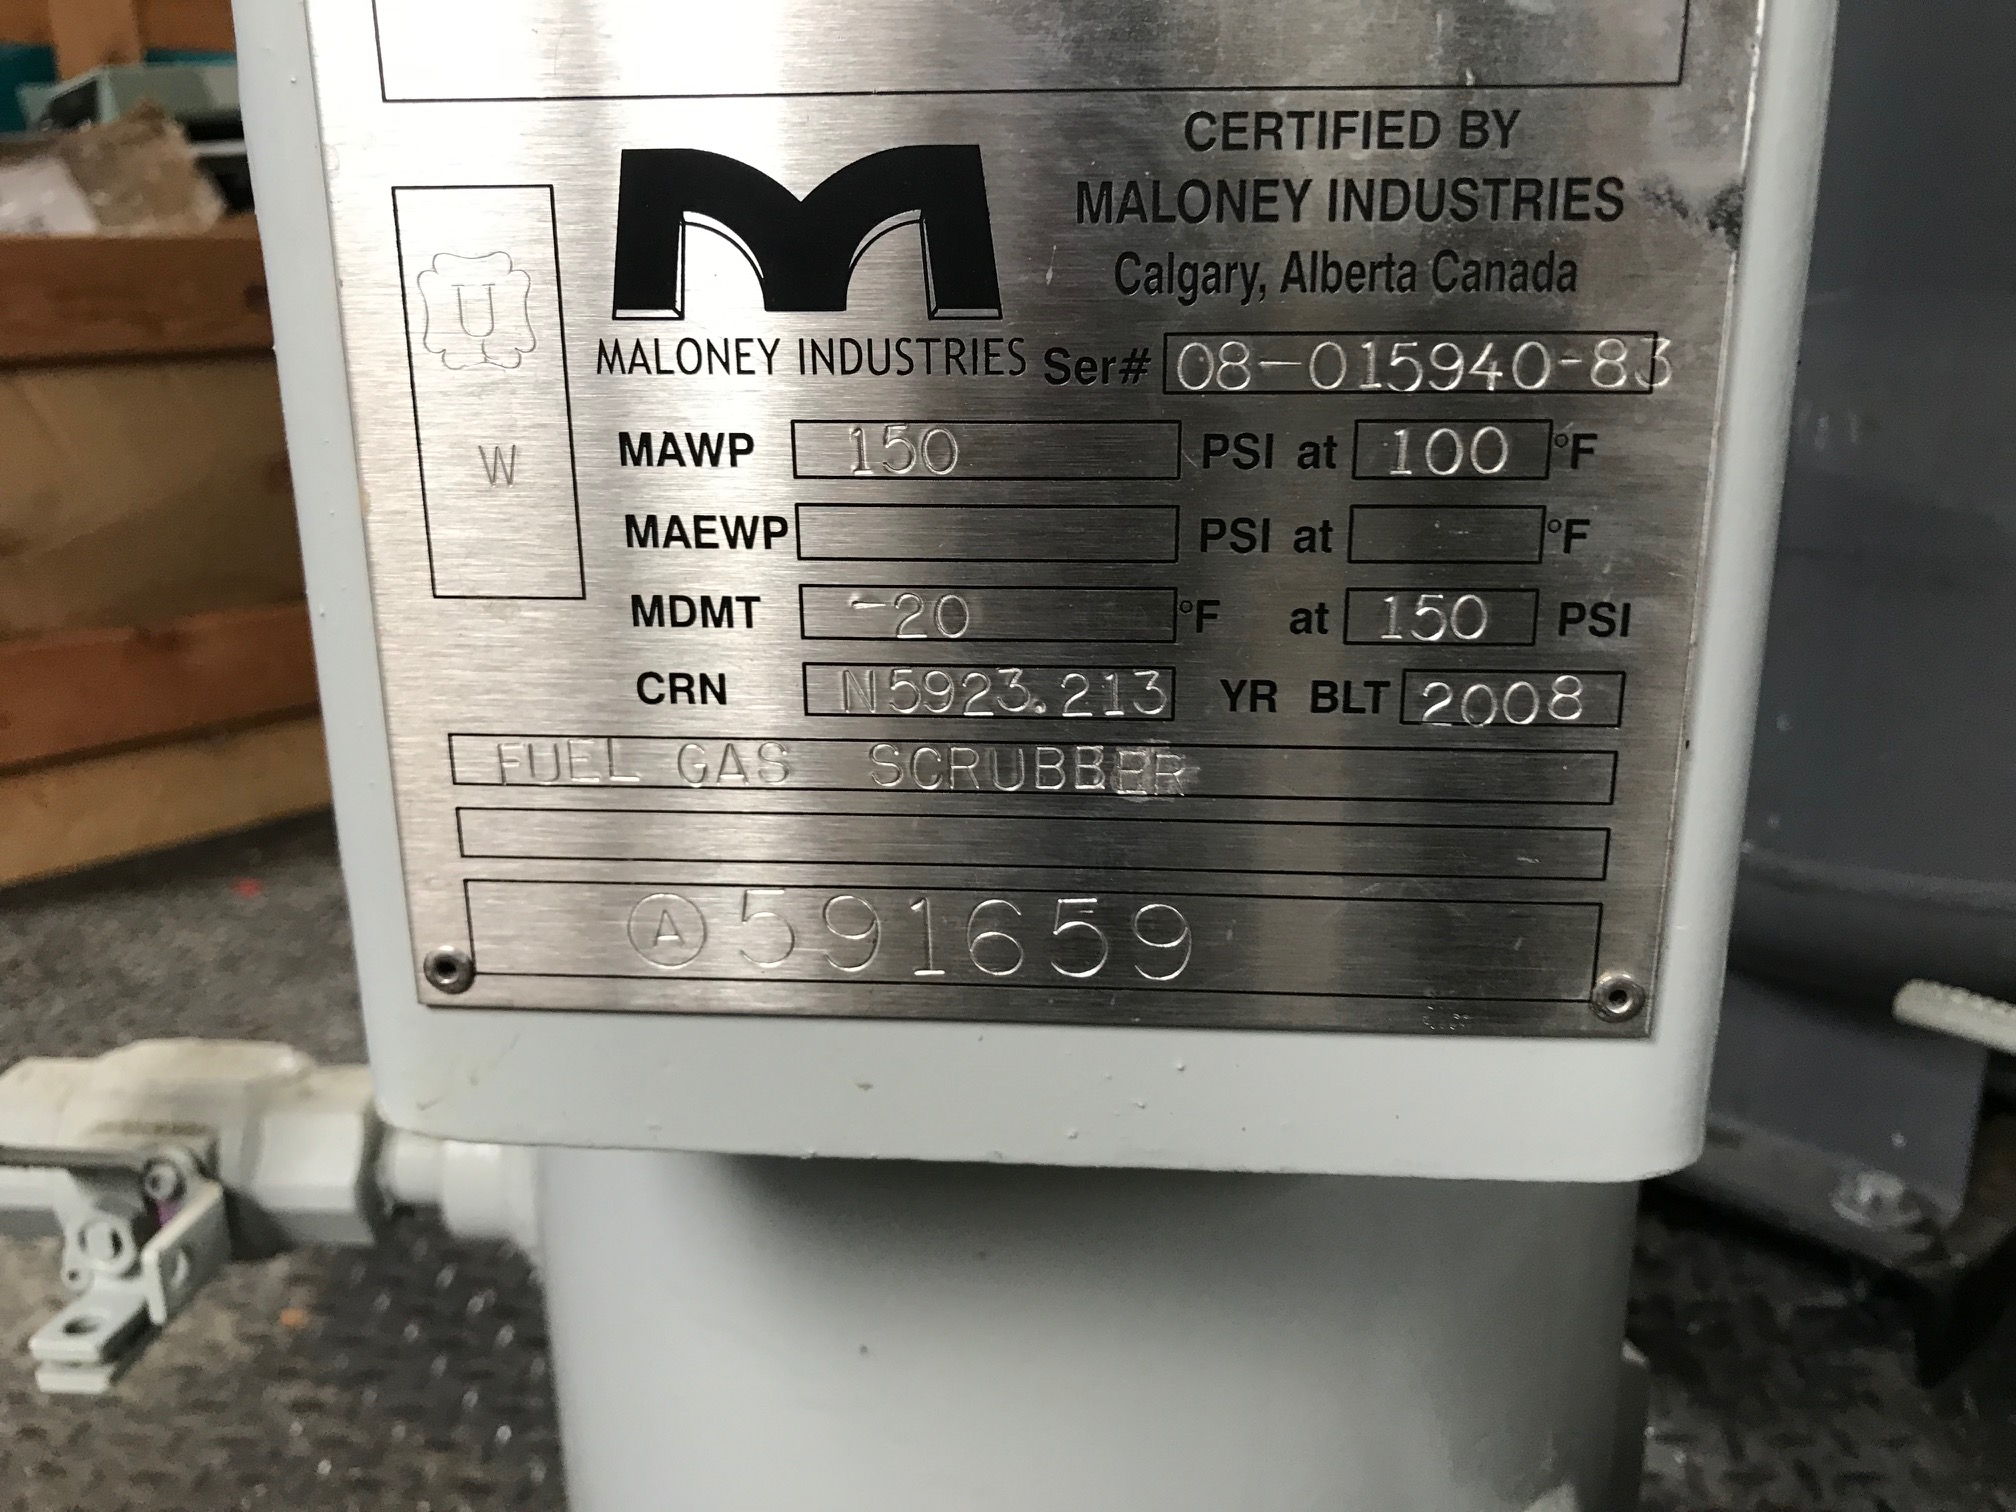 CERTIFIED BY
MALONEY INDUSTRIES
Calgary, Alberta Canada
U
W
MALONEY INDUSTRIES
Ser# 08-015940-83
MAWP 150 PSI at 100 °F
MAEWP PSI at °F
MDMT -20 °F at 150 PSI
CRN N5923.213 YR BLT 2008
FUEL GAS SCRUBBER
A 591659